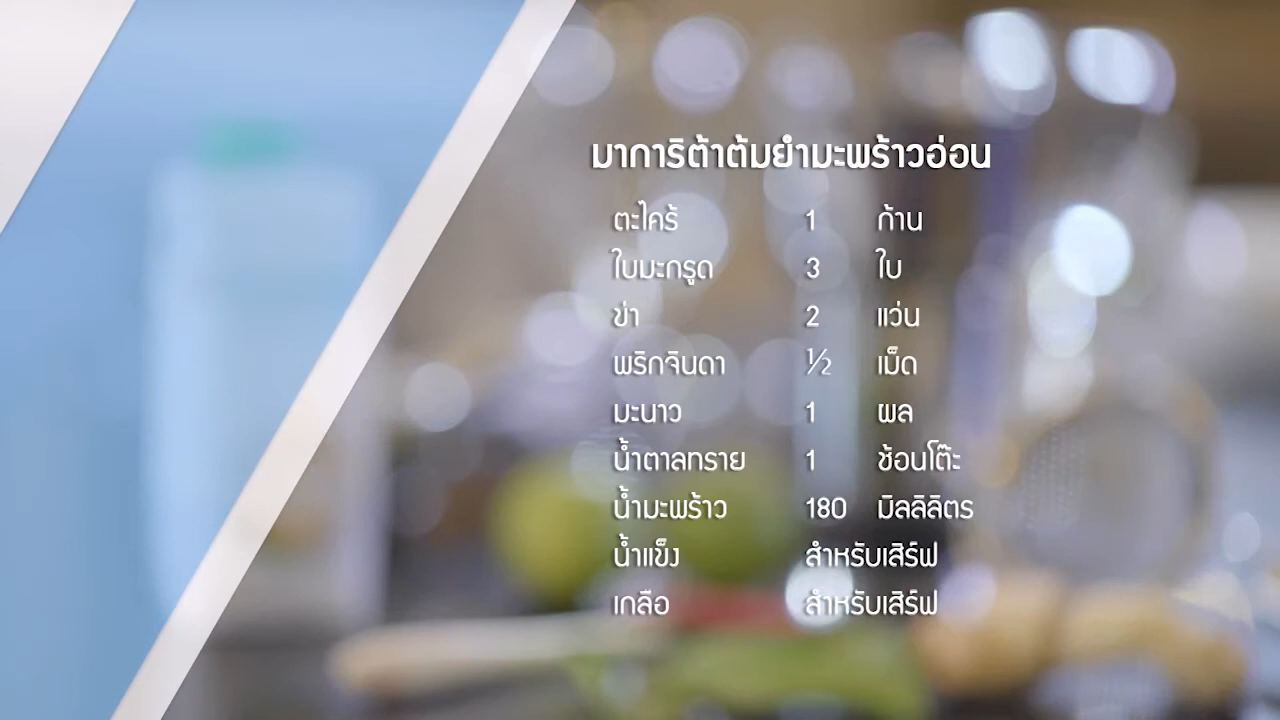 มาการิต้าต้มยำมะพร้าวอ่อน
ตะไคร้ 1 ก้าน
ใบมะกรูด 3 ใบ
ข่า 2 แว่น
พริกจินดา ½ เม็ด
มะนาว 1 ผล
น้ำตาลทราย 1 ช้อนโต๊ะ
น้ำมะพร้าว 180 มิลลิลิตร
น้ำแข็ง สำหรับเสิร์ฟ
เกลือ สำหรับเสิร์ฟ